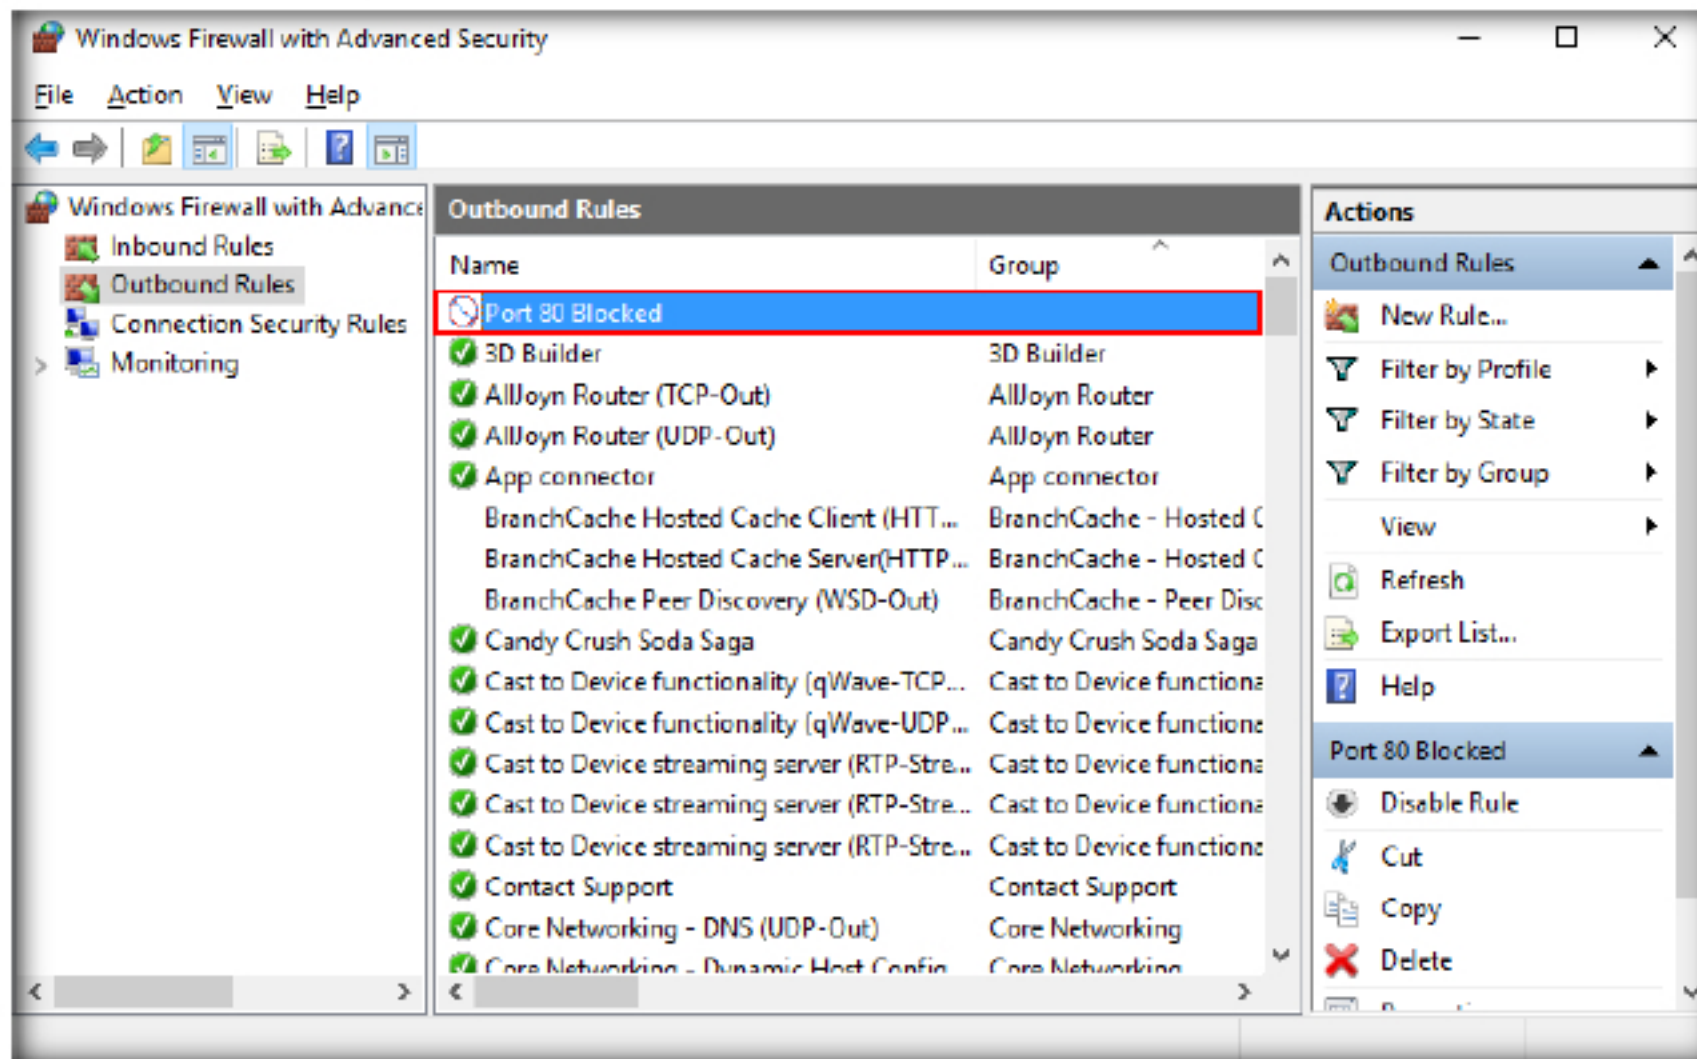 Windows Firewall with Advanced Security
File Action View Help
Windows Firewall with Advance
Inbound Rules
Outbound Rules
Connection Security Rules
Monitoring
Outbound Rules
Name Group
Port 80 Blocked
3D Builder 3D Builder
AllJoyn Router (TCP-Out) AllJoyn Router
AllJoyn Router (UDP-Out) AllJoyn Router
App connector App connector
BranchCache Hosted Cache Client (HTT... BranchCache - Hosted C
BranchCache Hosted Cache Server(HTTP... BranchCache - Hosted C
BranchCache Peer Discovery (WSD-Out) BranchCache - Peer Disc
Candy Crush Soda Saga Candy Crush Soda Saga
Cast to Device functionality (qWave-TCP... Cast to Device functiona
Cast to Device functionality (qWave-UDP... Cast to Device functiona
Cast to Device streaming server (RTP-Stre... Cast to Device functiona
Cast to Device streaming server (RTP-Stre... Cast to Device functiona
Cast to Device streaming server (RTP-Stre... Cast to Device functiona
Contact Support Contact Support
Core Networking - DNS (UDP-Out) Core Networking
Core Networking - Dynamic Host Config Core Networking
Actions
Outbound Rules
New Rule...
Filter by Profile
Filter by State
Filter by Group
View
Refresh
Export List...
Help
Port 80 Blocked
Disable Rule
Cut
Copy
Delete